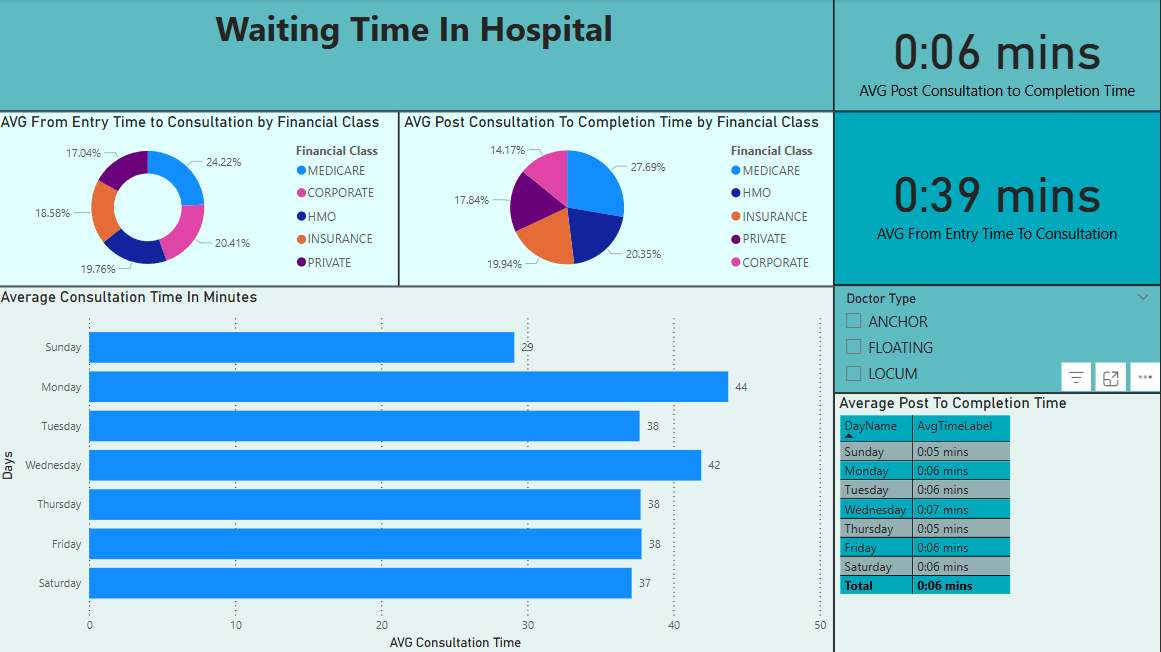 Waiting Time In Hospital
0:06 mins
AVG Post Consultation to Completion Time
AVG From Entry Time to Consultation by Financial Class
17.04%
24.22%
18.58%
20.41%
19.76%
Financial Class
MEDICARE
CORPORATE
HMO
INSURANCE
PRIVATE
AVG Post Consultation To Completion Time by Financial Class
14.17%
27.69%
17.84%
19.94%
20.35%
Financial Class
MEDICARE
HMO
INSURANCE
PRIVATE
CORPORATE
0:39 mins
AVG From Entry Time To Consultation
Average Consultation Time In Minutes
Days
Sunday 29
Monday 44
Tuesday 38
Wednesday 42
Thursday 38
Friday 38
Saturday 37
0 10 20 30 40 50
AVG Consultation Time
Doctor Type
ANCHOR
FLOATING
LOCUM
Average Post To Completion Time
DayName AvgTimeLabel
Sunday 0:05 mins
Monday 0:06 mins
Tuesday 0:06 mins
Wednesday 0:07 mins
Thursday 0:05 mins
Friday 0:06 mins
Saturday 0:06 mins
Total 0:06 mins